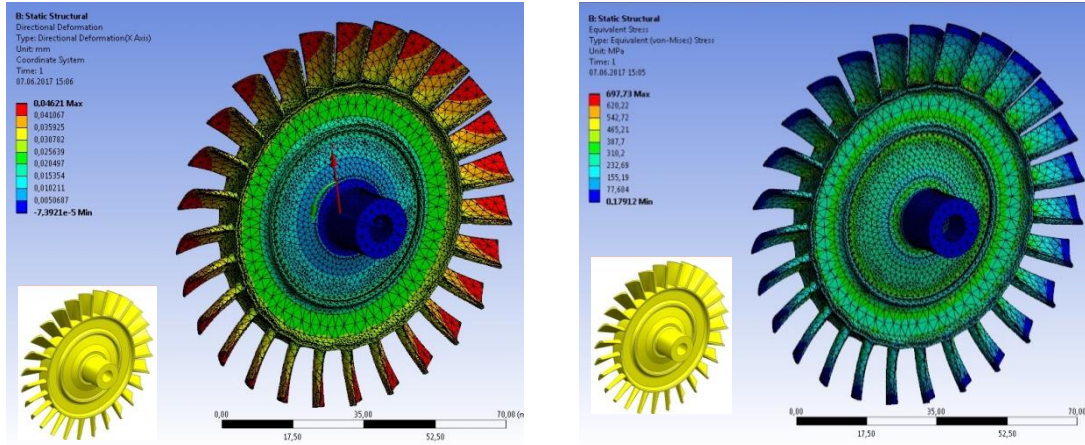 B: Static Structural
Directional Deformation
Type: Directional Deformation(X Axis)
Unit: mm
Coordinate System
Time: 1
07.06.2017 15:06
0,04621 Max
0,041067
0,035925
0,030782
0,025639
0,020497
0,015354
0,010211
0,0050687
-7,3921e-5 Min
0,00
35,00
70,00 (m
17,50
52,50
B: Static Structural
Equivalent Stress
Type: Equivalent (von-Mises) Stress
Unit: MPa
Time: 1
07.06.2017 15:05
697,73 Max
620,22
542,72
465,21
387,7
310,2
232,69
155,19
77,684
0,17912 Min
0,00
35,00
70,00
17,50
52,50